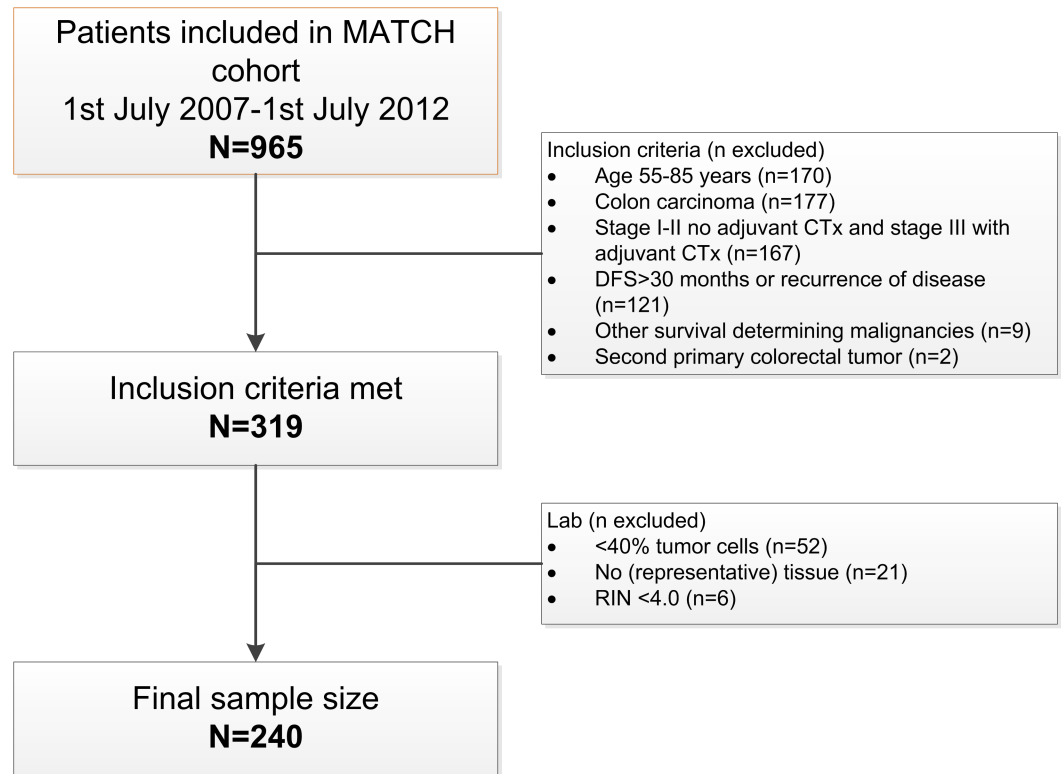 Patients included in MATCH
cohort
1st July 2007-1st July 2012
N=965
Inclusion criteria (n excluded)
• Age 55-85 years (n=170)
• Colon carcinoma (n=177)
• Stage I-II no adjuvant CTx and stage III with
adjuvant CTx (n=167)
• DFS>30 months or recurrence of disease
(n=121)
• Other survival determining malignancies (n=9)
• Second primary colorectal tumor (n=2)
Inclusion criteria met
N=319
Lab (n excluded)
• <40% tumor cells (n=52)
• No (representative) tissue (n=21)
• RIN <4.0 (n=6)
Final sample size
N=240